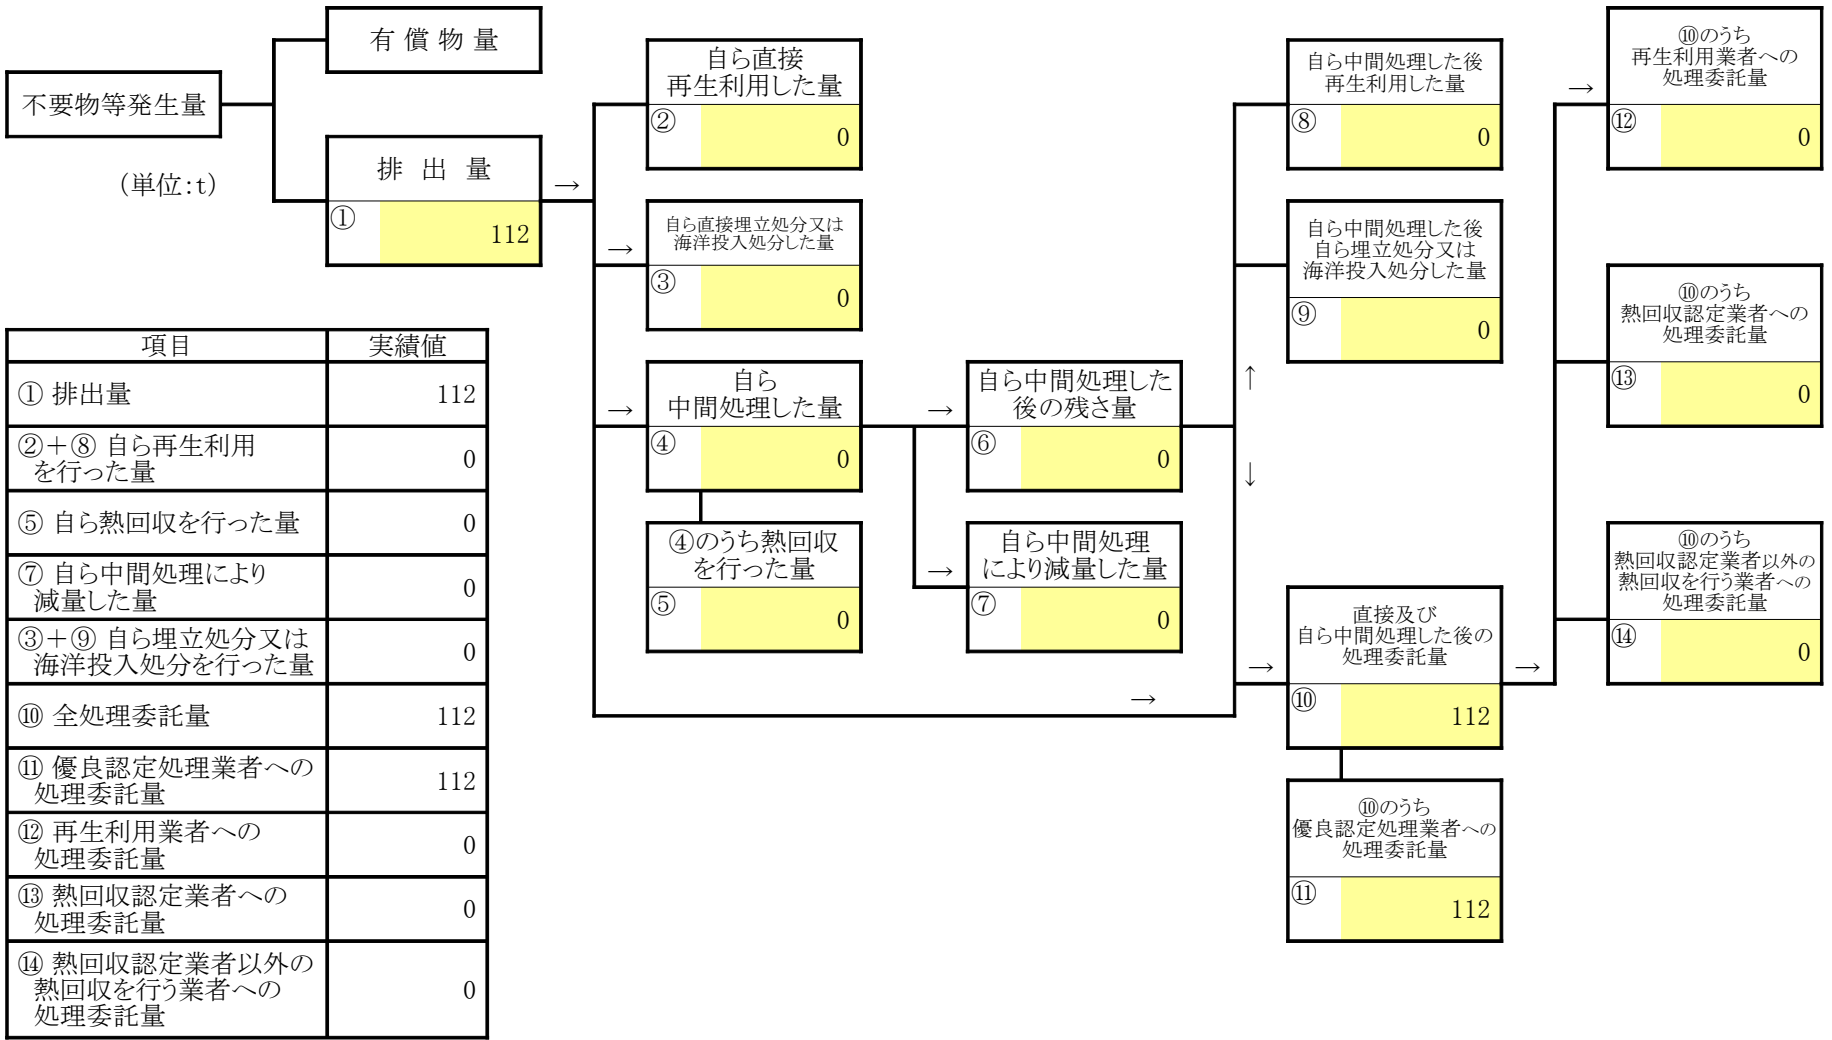 不要物等発生量
(単位:t)
有 償 物 量
排 出 量
→
①
112
自ら直接
再生利用した量
②
0
→
自ら直接埋立処分又は
海洋投入処分した量
③
0
→
自ら
中間処理した量
④
0
④のうち熱回収
を行った量
⑤
0
→
自ら中間処理した
後の残さ量
⑥
0
→
自ら中間処理
により減量した量
⑦
0
自ら中間処理した後
再生利用した量
⑧
0
自ら中間処理した後
自ら埋立処分又は
海洋投入処分した量
⑨
0
↑
↓
→
→
直接及び
自ら中間処理した後の
処理委託量
⑩
112
⑩のうち
優良認定処理業者への
処理委託量
⑪
112
→
→
⑩のうち
再生利用業者への
処理委託量
⑫
0
⑩のうち
熱回収認定業者への
処理委託量
⑬
0
⑩のうち
熱回収認定業者以外の
熱回収を行う業者への
処理委託量
⑭
0
項目 実績値
① 排出量 112
②+⑧ 自ら再生利用
を行った量 0
⑤ 自ら熱回収を行った量 0
⑦ 自ら中間処理により
減量した量 0
③+⑨ 自ら埋立処分又は
海洋投入処分を行った量 0
⑩ 全処理委託量 112
⑪ 優良認定処理業者への
処理委託量 112
⑫ 再生利用業者への
処理委託量 0
⑬ 熱回収認定業者への
処理委託量 0
⑭ 熱回収認定業者以外の
熱回収を行う業者への
処理委託量 0